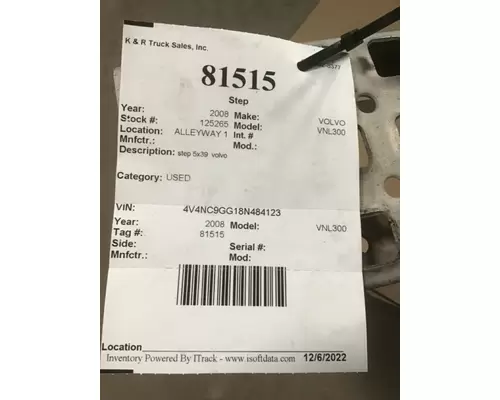 K & R Truck Sales, Inc.
81515
Step
Year: 2008 Make: VOLVO
Stock #: 125265 Model: VNL300
Location: ALLEYWAY 1 Int. #
Mnfctr.: Mod.:
Description: step 5x39 volvo
Category: USED
VIN: 4V4NC9GG18N484123
Year: 2008 Model: VNL300
Tag #: 81515
Side: Serial #:
Mnfctr.: Mod:
Location
Inventory Powered By ITrack - www.isoftdata.com 12/6/2022